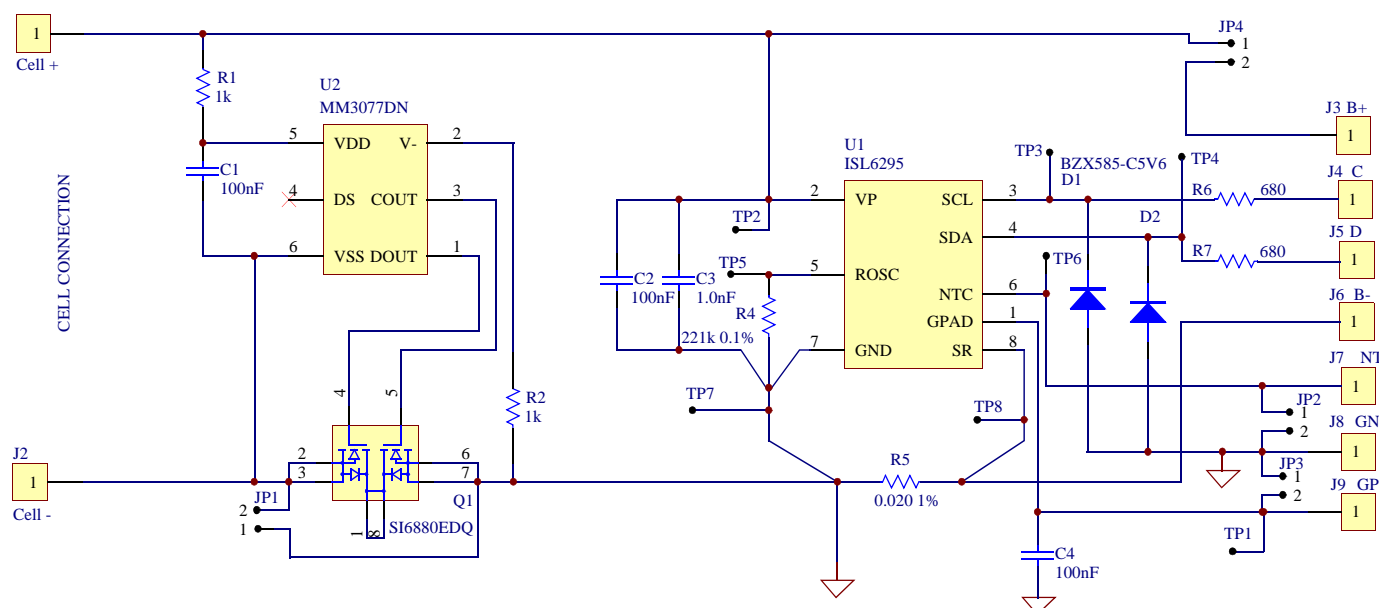 1
Cell +
R1
1k
U2
MM3077DN
5
VDD
V-
2
C1
100nF
4
DS
COUT
3
6
VSS
DOUT
1
CELL CONNECTION
4
5
R2
1k
J2
1
Cell -
2
3
6
7
JP1
2
1
Q1
1
8
SI6880EDQ
JP4
1
2
J3 B+
1
U1
ISL6295
2
VP
SCL
3
TP3
BZX585-C5V6
D1
TP4
J4 C
1
R6
680
TP2
SDA
4
D2
J5 D
1
R7
680
TP5
5
ROSC
TP6
C2
100nF
C3
1.0nF
NTC
6
J6 B-
1
R4
221k 0.1%
GPAD
1
7
GND
SR
8
J7 NT
1
TP7
TP8
JP2
1
2
J8 GN
1
R5
0.020 1%
JP3
1
2
J9 GP
1
TP1
C4
100nF